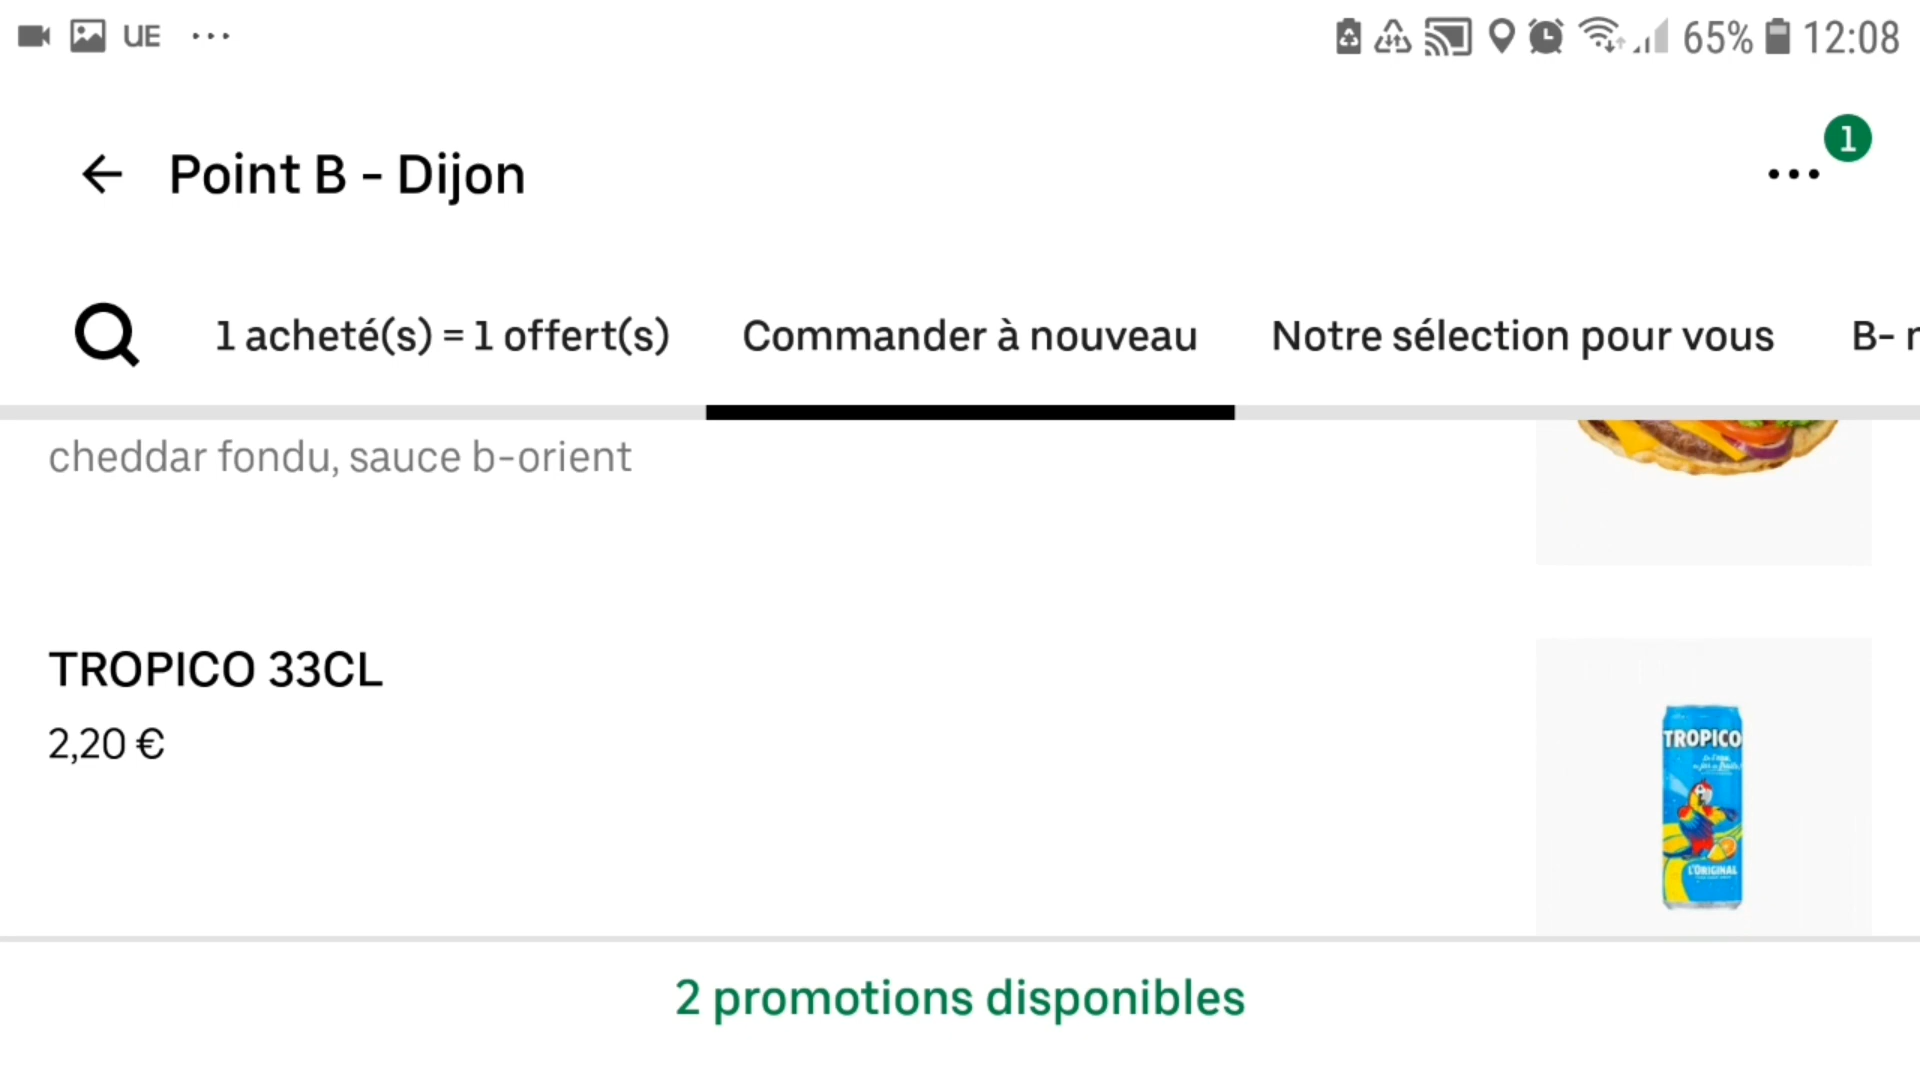 UE ... 65% 12:08
Point B - Dijon
1
1 acheté(s) = 1 offert(s) Commander à nouveau Notre sélection pour vous B-
cheddar fondu, sauce b-orient
TROPICO 33CL
2,20 €
TROPICO
L'ORIGINAL
2 promotions disponibles